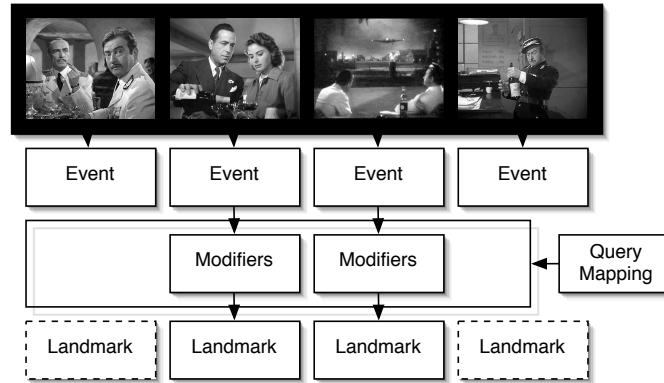 Event
Event
Event
Event
Modifiers
Modifiers
Query
Mapping
Landmark
Landmark
Landmark
Landmark